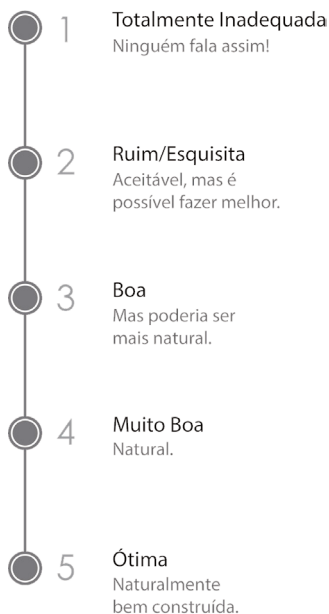 1 Totalmente Inadequada
Ninguém fala assim!
2 Ruim/Esquisita
Aceitável, mas é
possível fazer melhor.
3 Boa
Mas poderia ser
mais natural.
4 Muito Boa
Natural.
5 Ótima
Naturalmente
bem construída.